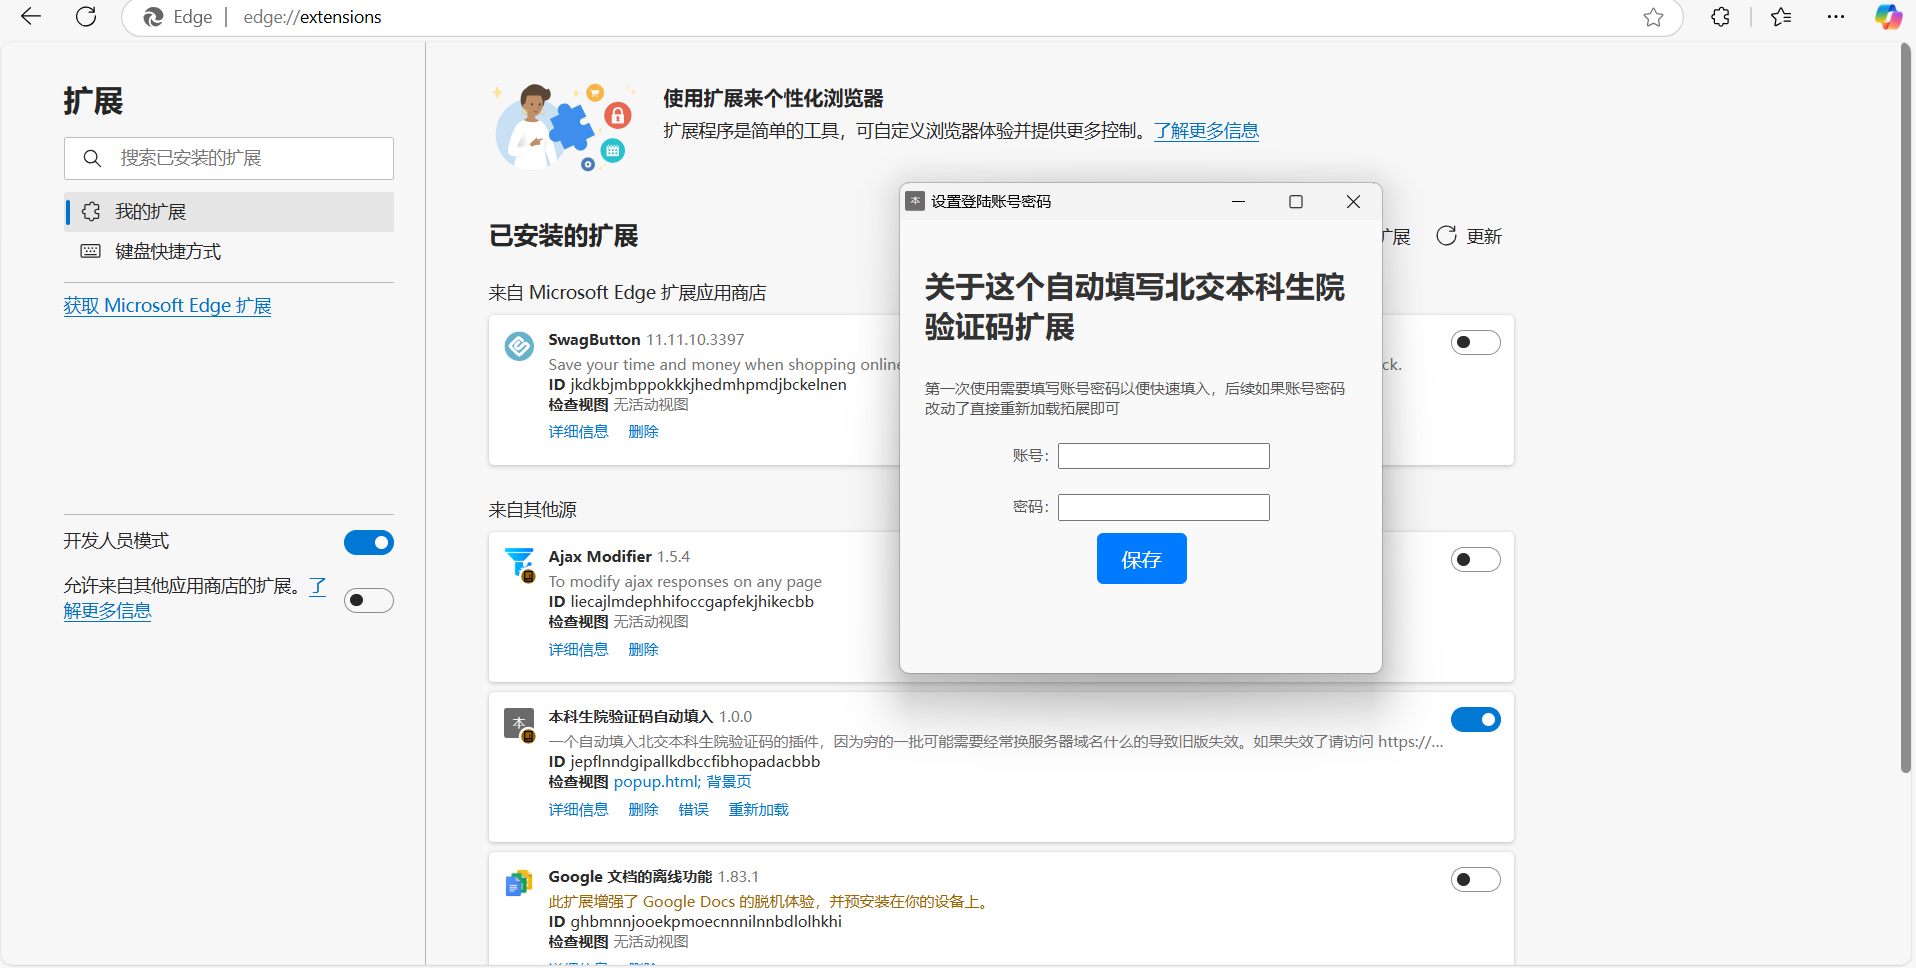 Edge
edge://extensions
扩展
搜索已安装的扩展
我的扩展
键盘快捷方式
获取 Microsoft Edge 扩展
开发人员模式
允许来自其他应用商店的扩展。了
解更多信息
使用扩展来个性化浏览器
扩展程序是简单的工具，可自定义浏览器体验并提供更多控制。了解更多信息
已安装的扩展
扩展
更新
来自 Microsoft Edge 扩展应用商店
SwagButton 11.11.10.3397
Save your time and money when shopping online
ck.
ID jkdkbjmbppokkkjhedmhpmdjbckelnen
检查视图 无活动视图
详细信息 删除
来自其他源
Ajax Modifier 1.5.4
To modify ajax responses on any page
ID liecajlmdephhifoccgapfekjhikecbb
检查视图 无活动视图
详细信息 删除
本
本科生院验证码自动填入 1.0.0
一个自动填入北交本科生院验证码的插件，因为穷的一批可能需要经常换服务器域名什么的导致旧版失效。如果失效了请访问 https://...
ID jepflnndgipallkdbccfibhopadacbbb
检查视图 popup.html; 背景页
详细信息 删除 错误 重新加载
Google 文档的离线功能 1.83.1
此扩展增强了 Google Docs 的脱机体验，并预安装在你的设备上。
ID ghbmnnjooekpmoecnnnilnnbdlolhkhi
检查视图 无活动视图
详细信息 删除
本 设置登陆账号密码
关于这个自动填写北交本科生院
验证码扩展
第一次使用需要填写账号密码以便快速填入，后续如果账号密码
改动了直接重新加载拓展即可
账号：
密码：
保存